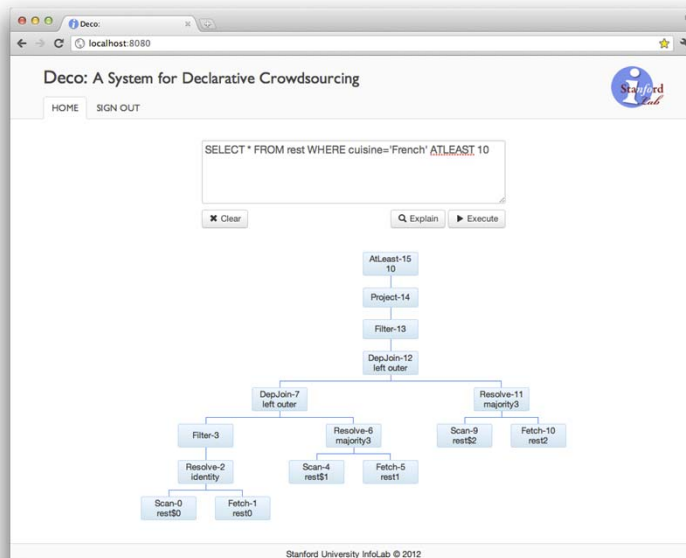 Deco:
localhost:8080
Deco: A System for Declarative Crowdsourcing
Stanford
i
Lab
HOME
SIGN OUT
SELECT * FROM rest WHERE cuisine='French' ATLEAST 10
Clear
Explain
Execute
AtLeast-15
10
Project-14
Filter-13
DepJoin-12
left outer
DepJoin-7
left outer
Resolve-11
majority3
Filter-3
Resolve-6
majority3
Scan-9
rest$2
Fetch-10
rest2
Resolve-2
identity
Scan-4
rest$1
Fetch-5
rest1
Scan-0
rest$0
Fetch-1
rest0
Stanford University InfoLab © 2012